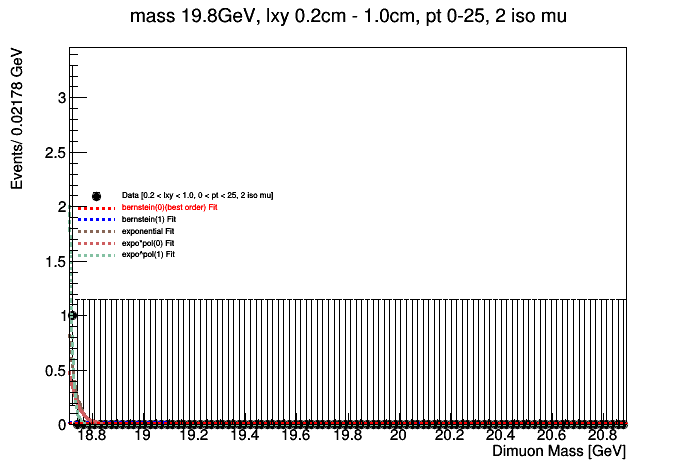 mass 19.8GeV, lxy 0.2cm - 1.0cm, pt 0-25, 2 iso mu
Events/ 0.02178 GeV
3
2.5
2
1.5
1
0.5
0
Data [0.2 < lxy < 1.0, 0 < pt < 25, 2 iso mu]
bernstein(0)(best order) Fit
bernstein(1) Fit
exponential Fit
expo*pol(0) Fit
expo*pol(1) Fit
18.8 19 19.2 19.4 19.6 19.8 20 20.2 20.4 20.6 20.8
Dimuon Mass [GeV]